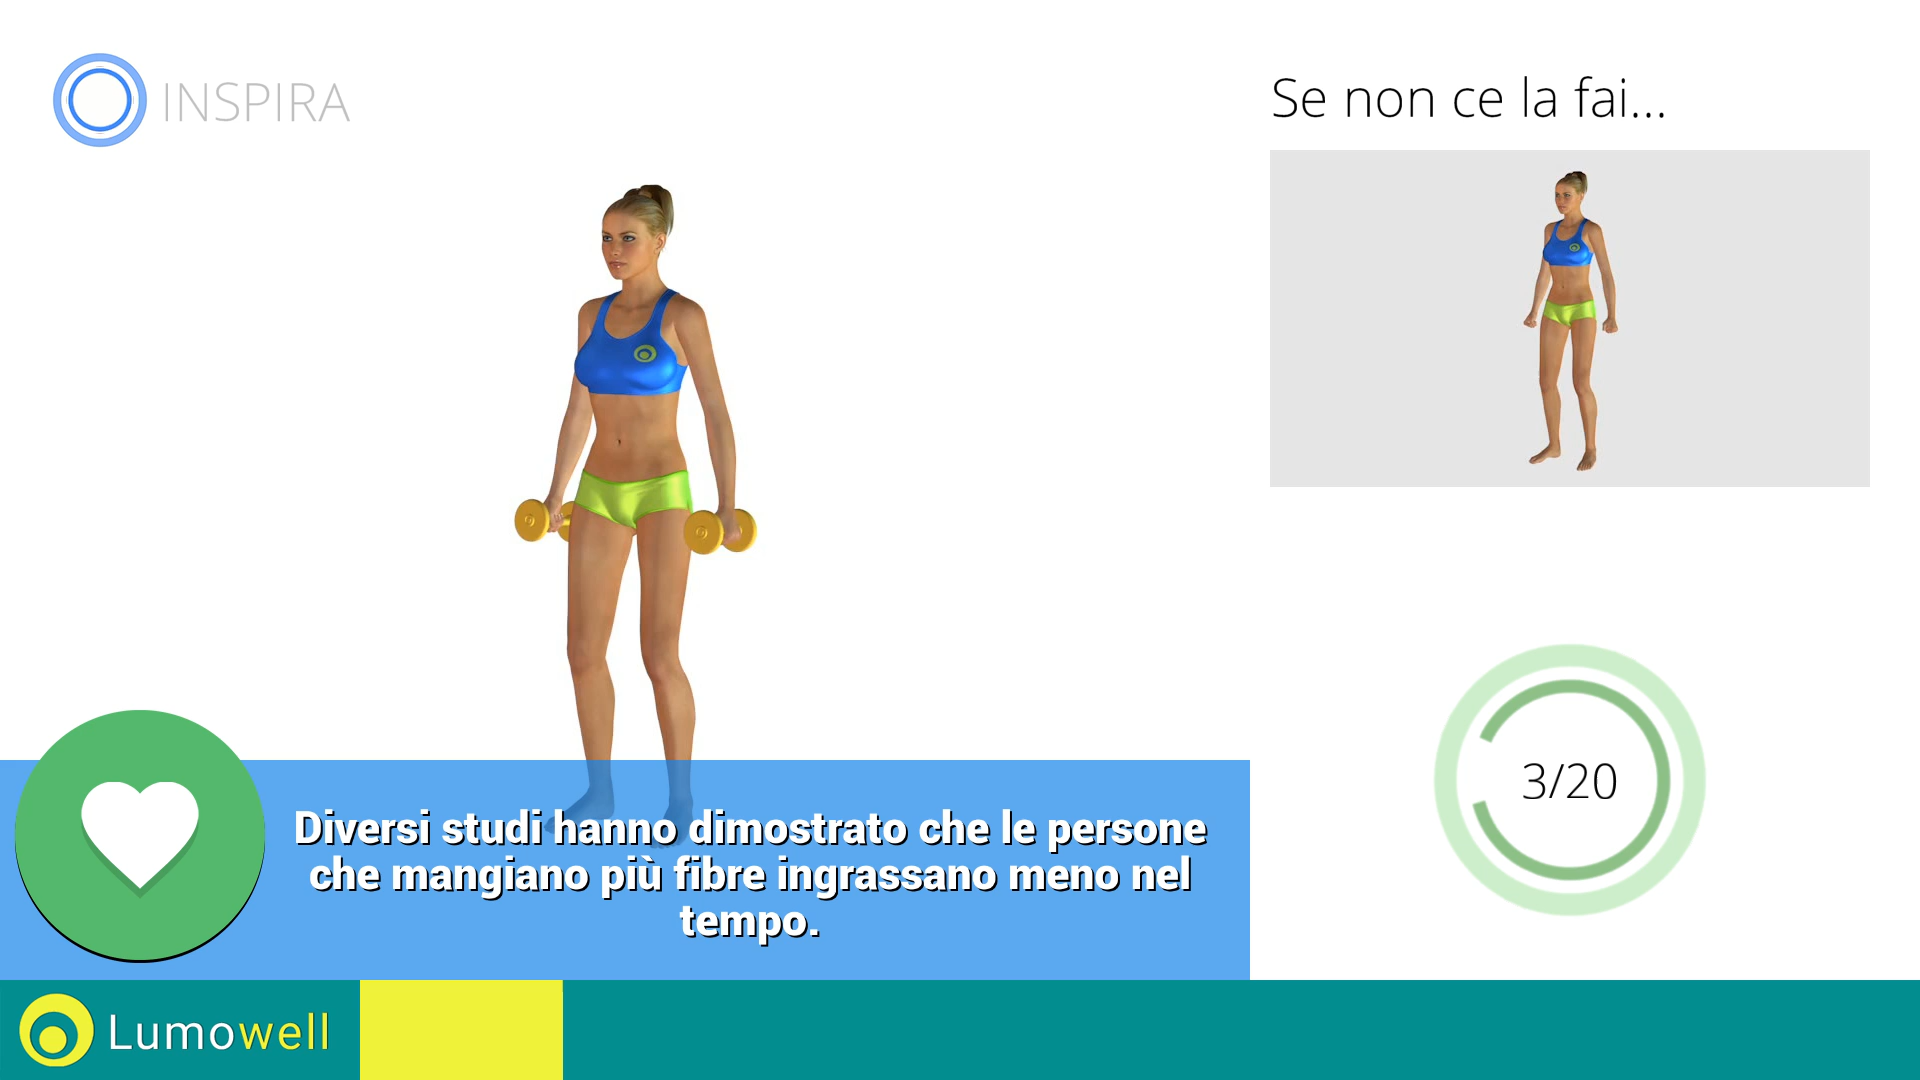 INSPIRA
Se non ce la fai...
3/20
Diversi studi hanno dimostrato che le persone
che mangiano più fibre ingrassano meno nel
tempo.
Lumowell